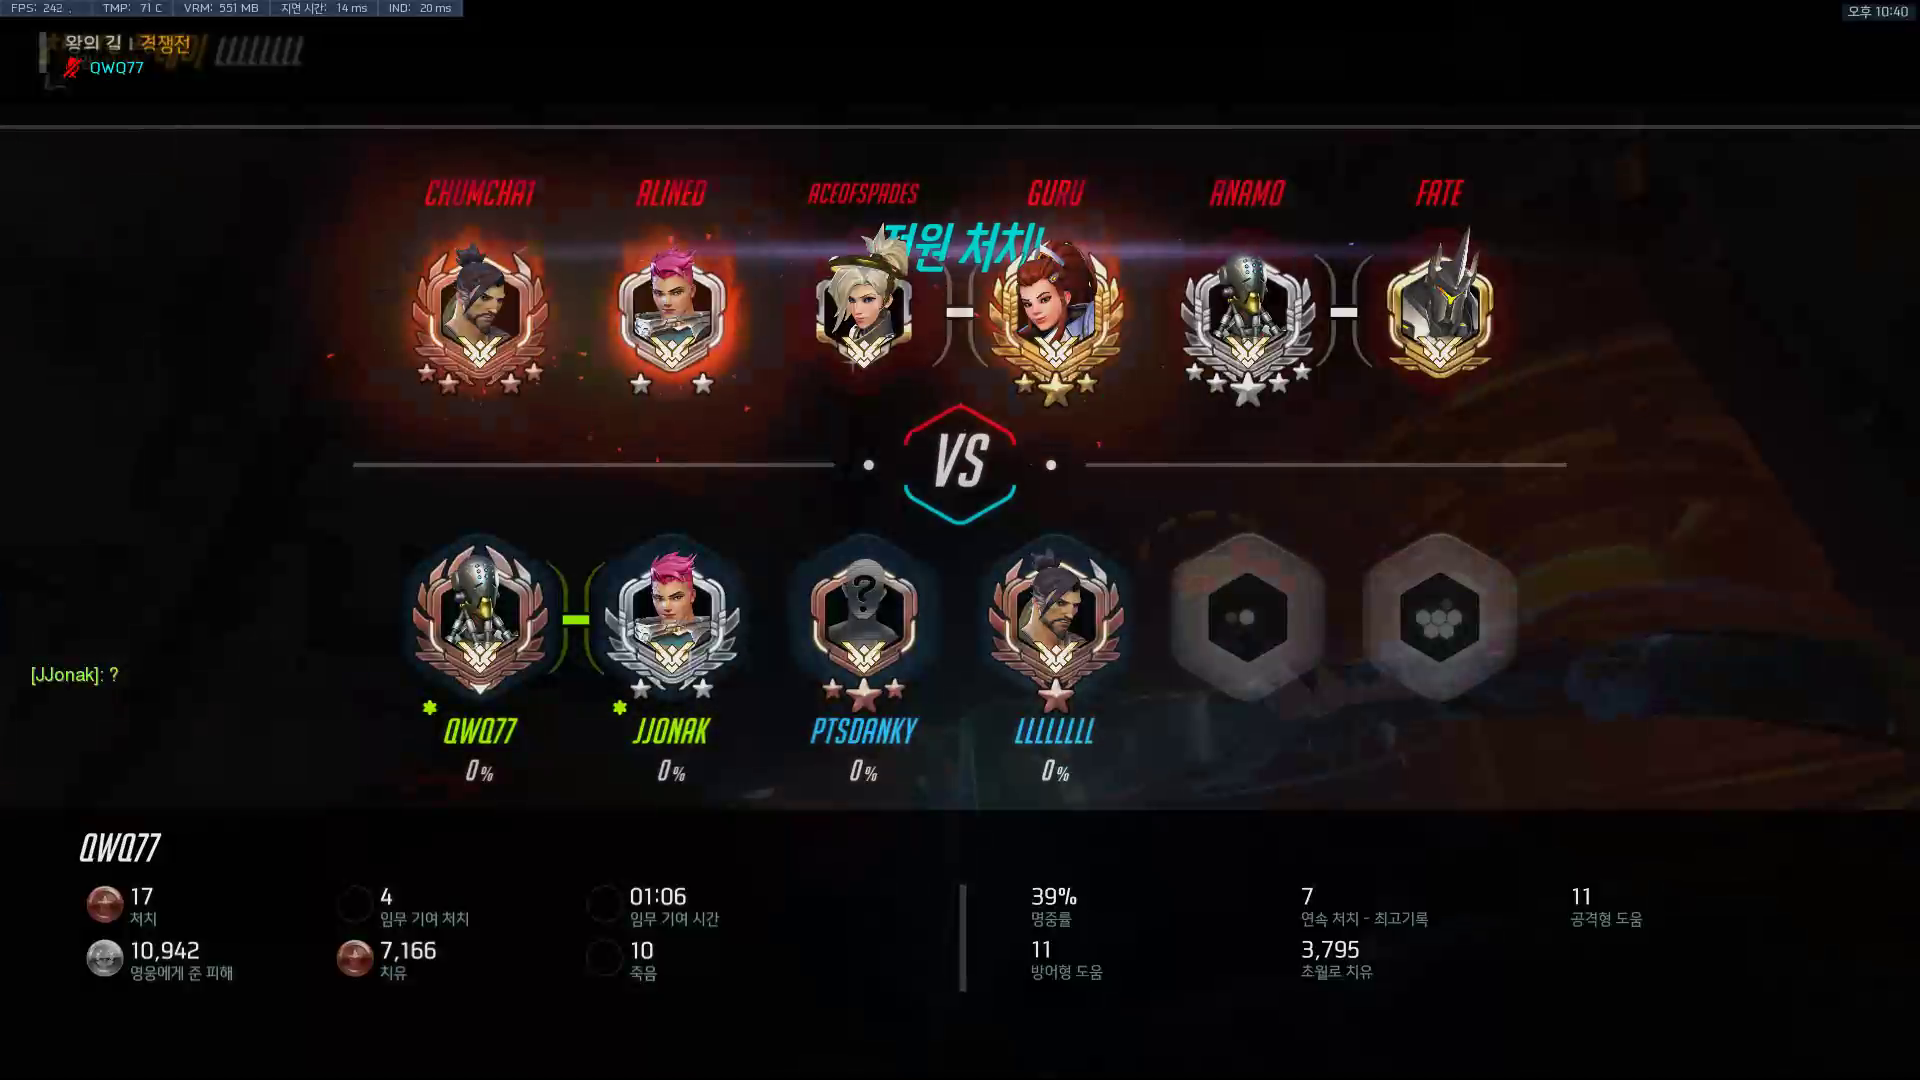 FPS: 242 TMP: 71 C VRM: 551 MB 지연 시간: 14 ms IND: 20 ms
오후 10:40
왕의 길 | 경쟁전
LLLLLLLL
QWQ77
CHUMCHA1 ALINED ACEOFSPADES GURU ANAMO FATE
전원 처치!
VS
[JJonak]: ?
QWQ77 JJONAK PTSDANKY LLLLLLLL
0% 0% 0% 0%
QWQ77
17 4 01:06 39% 7 11
처치 임무 기여 처치 임무 기여 시간 명중률 연속 처치 - 최고기록 공격형 도움
10,942 7,166 10 11 3,795
영웅에게 준 피해 치유 죽음 방어형 도움 초월로 치유